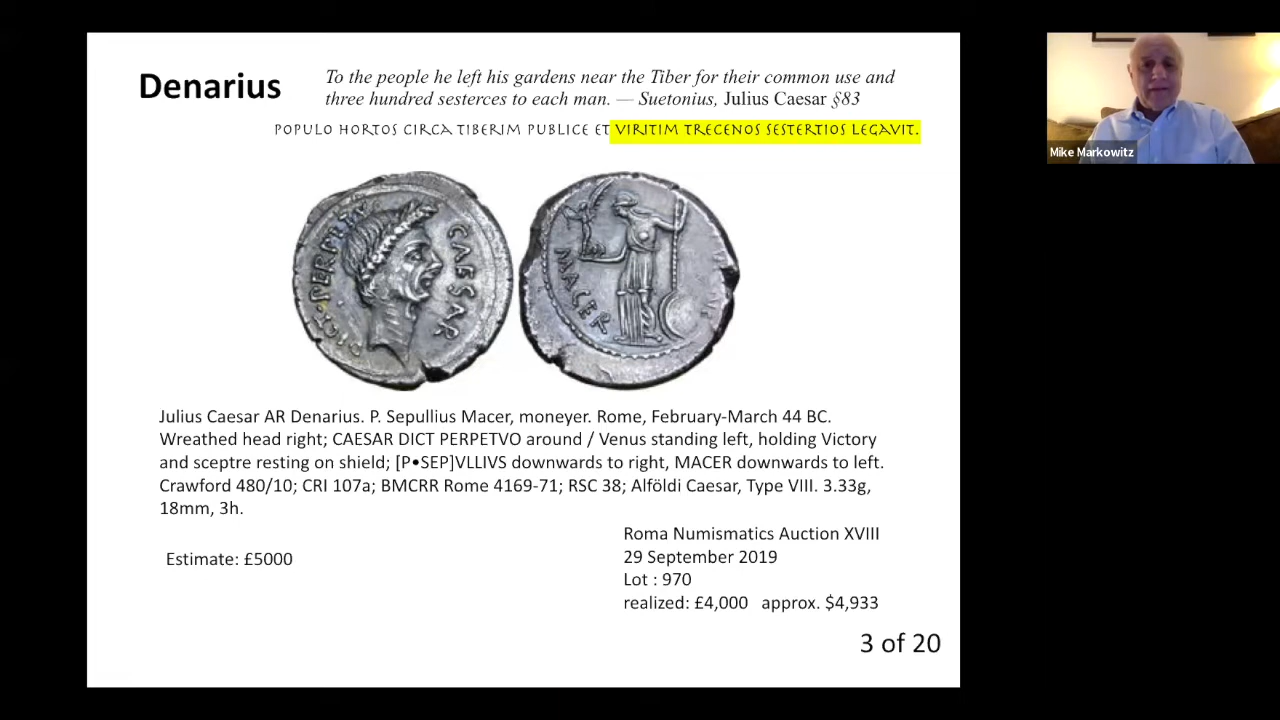 Denarius
To the people he left his gardens near the Tiber for their common use and
three hundred sesterces to each man. — Suetonius, Julius Caesar §83
POPULO HORTOS CIRCA TIBERIM PUBLICE ET VIRITIM TRECENOS SESTERTIOS LEGAVIT.
DICT·PERPETV
CAESAR
MACER
Julius Caesar AR Denarius. P. Sepullius Macer, moneyer. Rome, February-March 44 BC.
Wreathed head right; CAESAR DICT PERPETVO around / Venus standing left, holding Victory
and sceptre resting on shield; [P•SEP]VLLIVS downwards to right, MACER downwards to left.
Crawford 480/10; CRI 107a; BMCRR Rome 4169-71; RSC 38; Alföldi Caesar, Type VIII. 3.33g,
18mm, 3h.
Estimate: £5000
Roma Numismatics Auction XVIII
29 September 2019
Lot : 970
realized: £4,000 approx. $4,933
3 of 20
Mike Markowitz